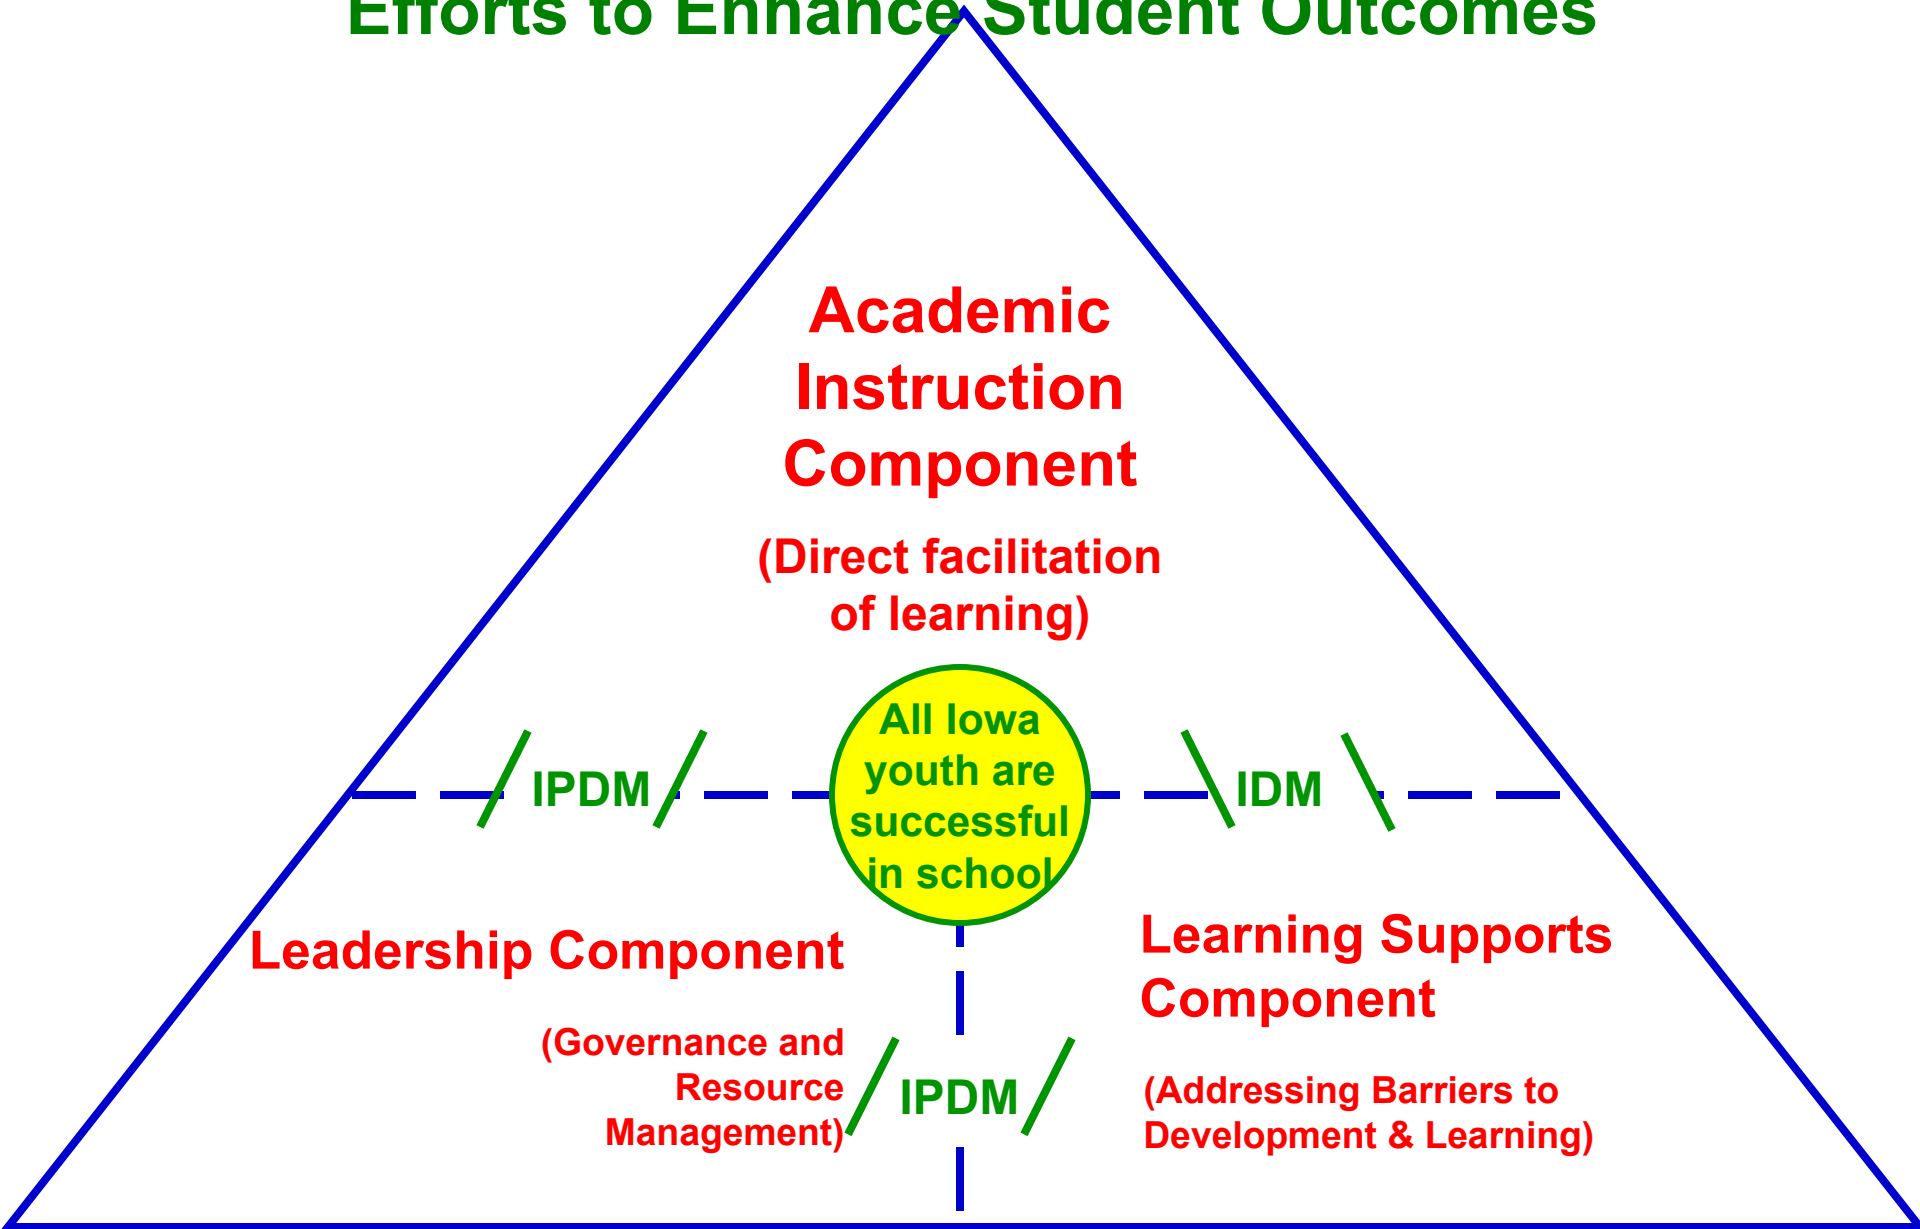 Efforts to Enhance Student Outcomes
Academic
Instruction
Component
(Direct facilitation
of learning)
All Iowa
youth are
successful
in school
IPDM
IDM
Leadership Component
(Governance and
Resource
Management)
IPDM
Learning Supports
Component
(Addressing Barriers to
Development & Learning)